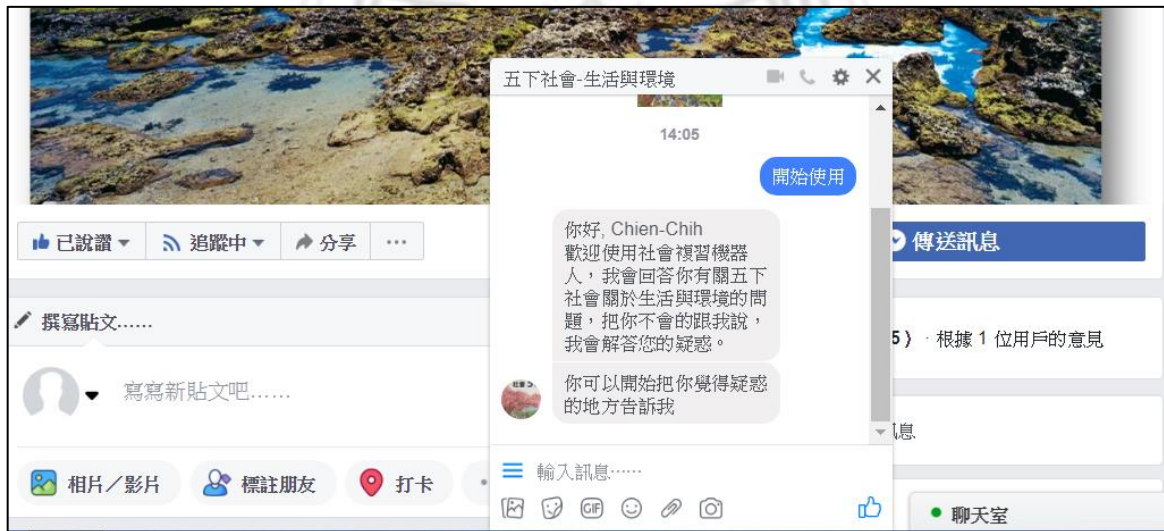 五下社會-生活與環境
14:05
開始使用
你好, Chien-Chih
歡迎使用社會複習機器
人，我會回答你有關五下
社會關於生活與環境的問
題，把你不會的跟我說，
我會解答您的疑惑。
你可以開始把你覺得疑惑
的地方告訴我
輸入訊息......
GIF
已說讚
追蹤中
分享
傳送訊息
撰寫貼文......
5） · 根據 1 位用戶的意見
寫寫新貼文吧......
訊息
相片／影片
標註朋友
打卡
聊天室